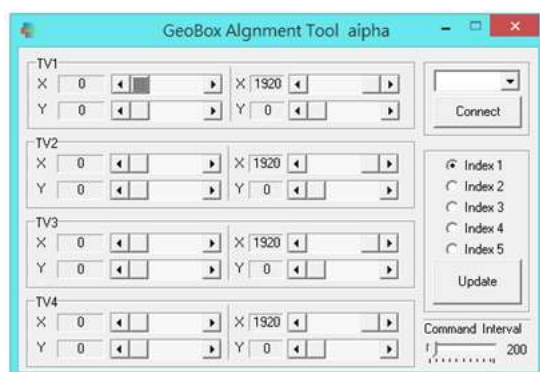 GeoBox Alngment Tool aipha
TV1
X 0 X 1920
Y 0 Y 0
Connect
TV2
X 0 X 1920
Y 0 Y 0
Index 1
Index 2
Index 3
Index 4
Index 5
TV3
X 0 X 1920
Y 0 Y 0
Update
TV4
X 0 X 1920
Y 0 Y 0
Command Interval
200